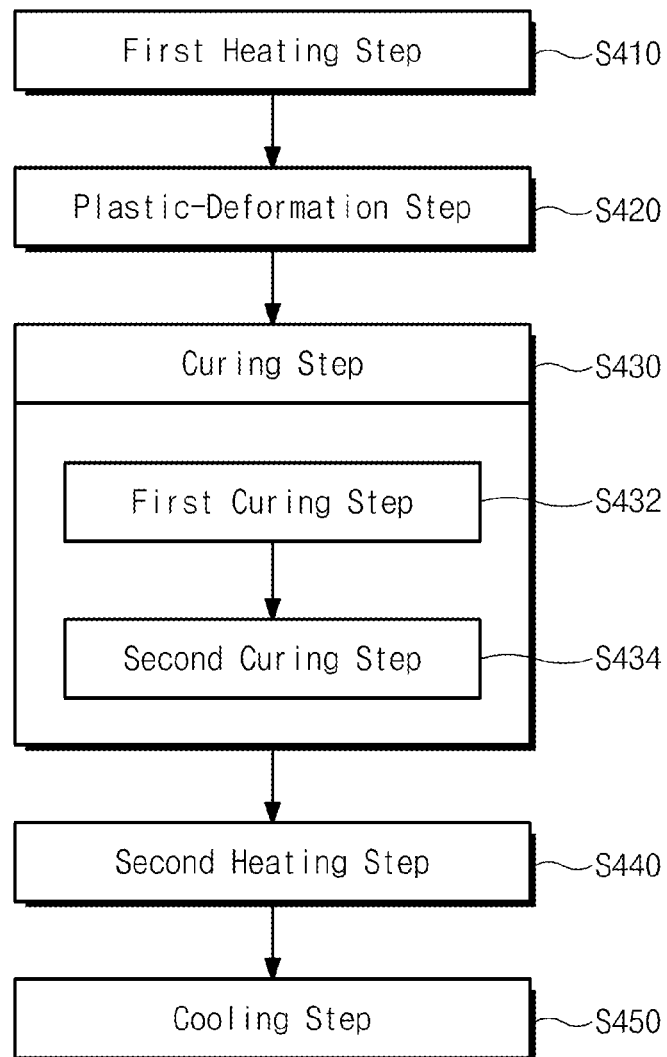 First Heating Step
S410
Plastic-Deformation Step
S420
Curing Step
S430
First Curing Step
S432
Second Curing Step
S434
Second Heating Step
S440
Cooling Step
S450